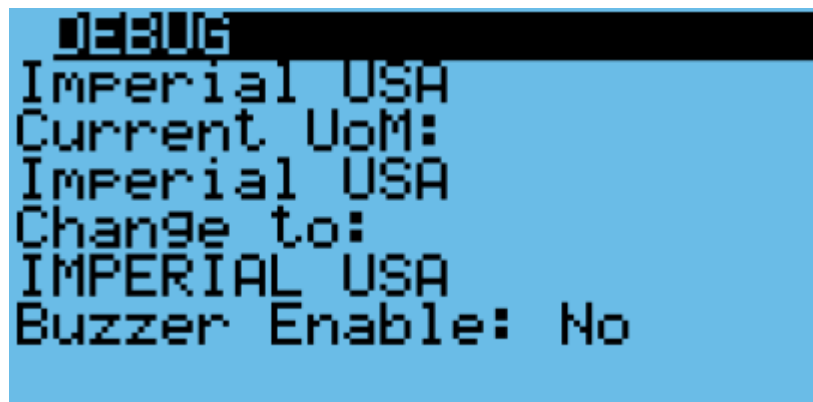 DEBUG
Imperial USA
Current UoM:
Imperial USA
Change to:
IMPERIAL USA
Buzzer Enable: No